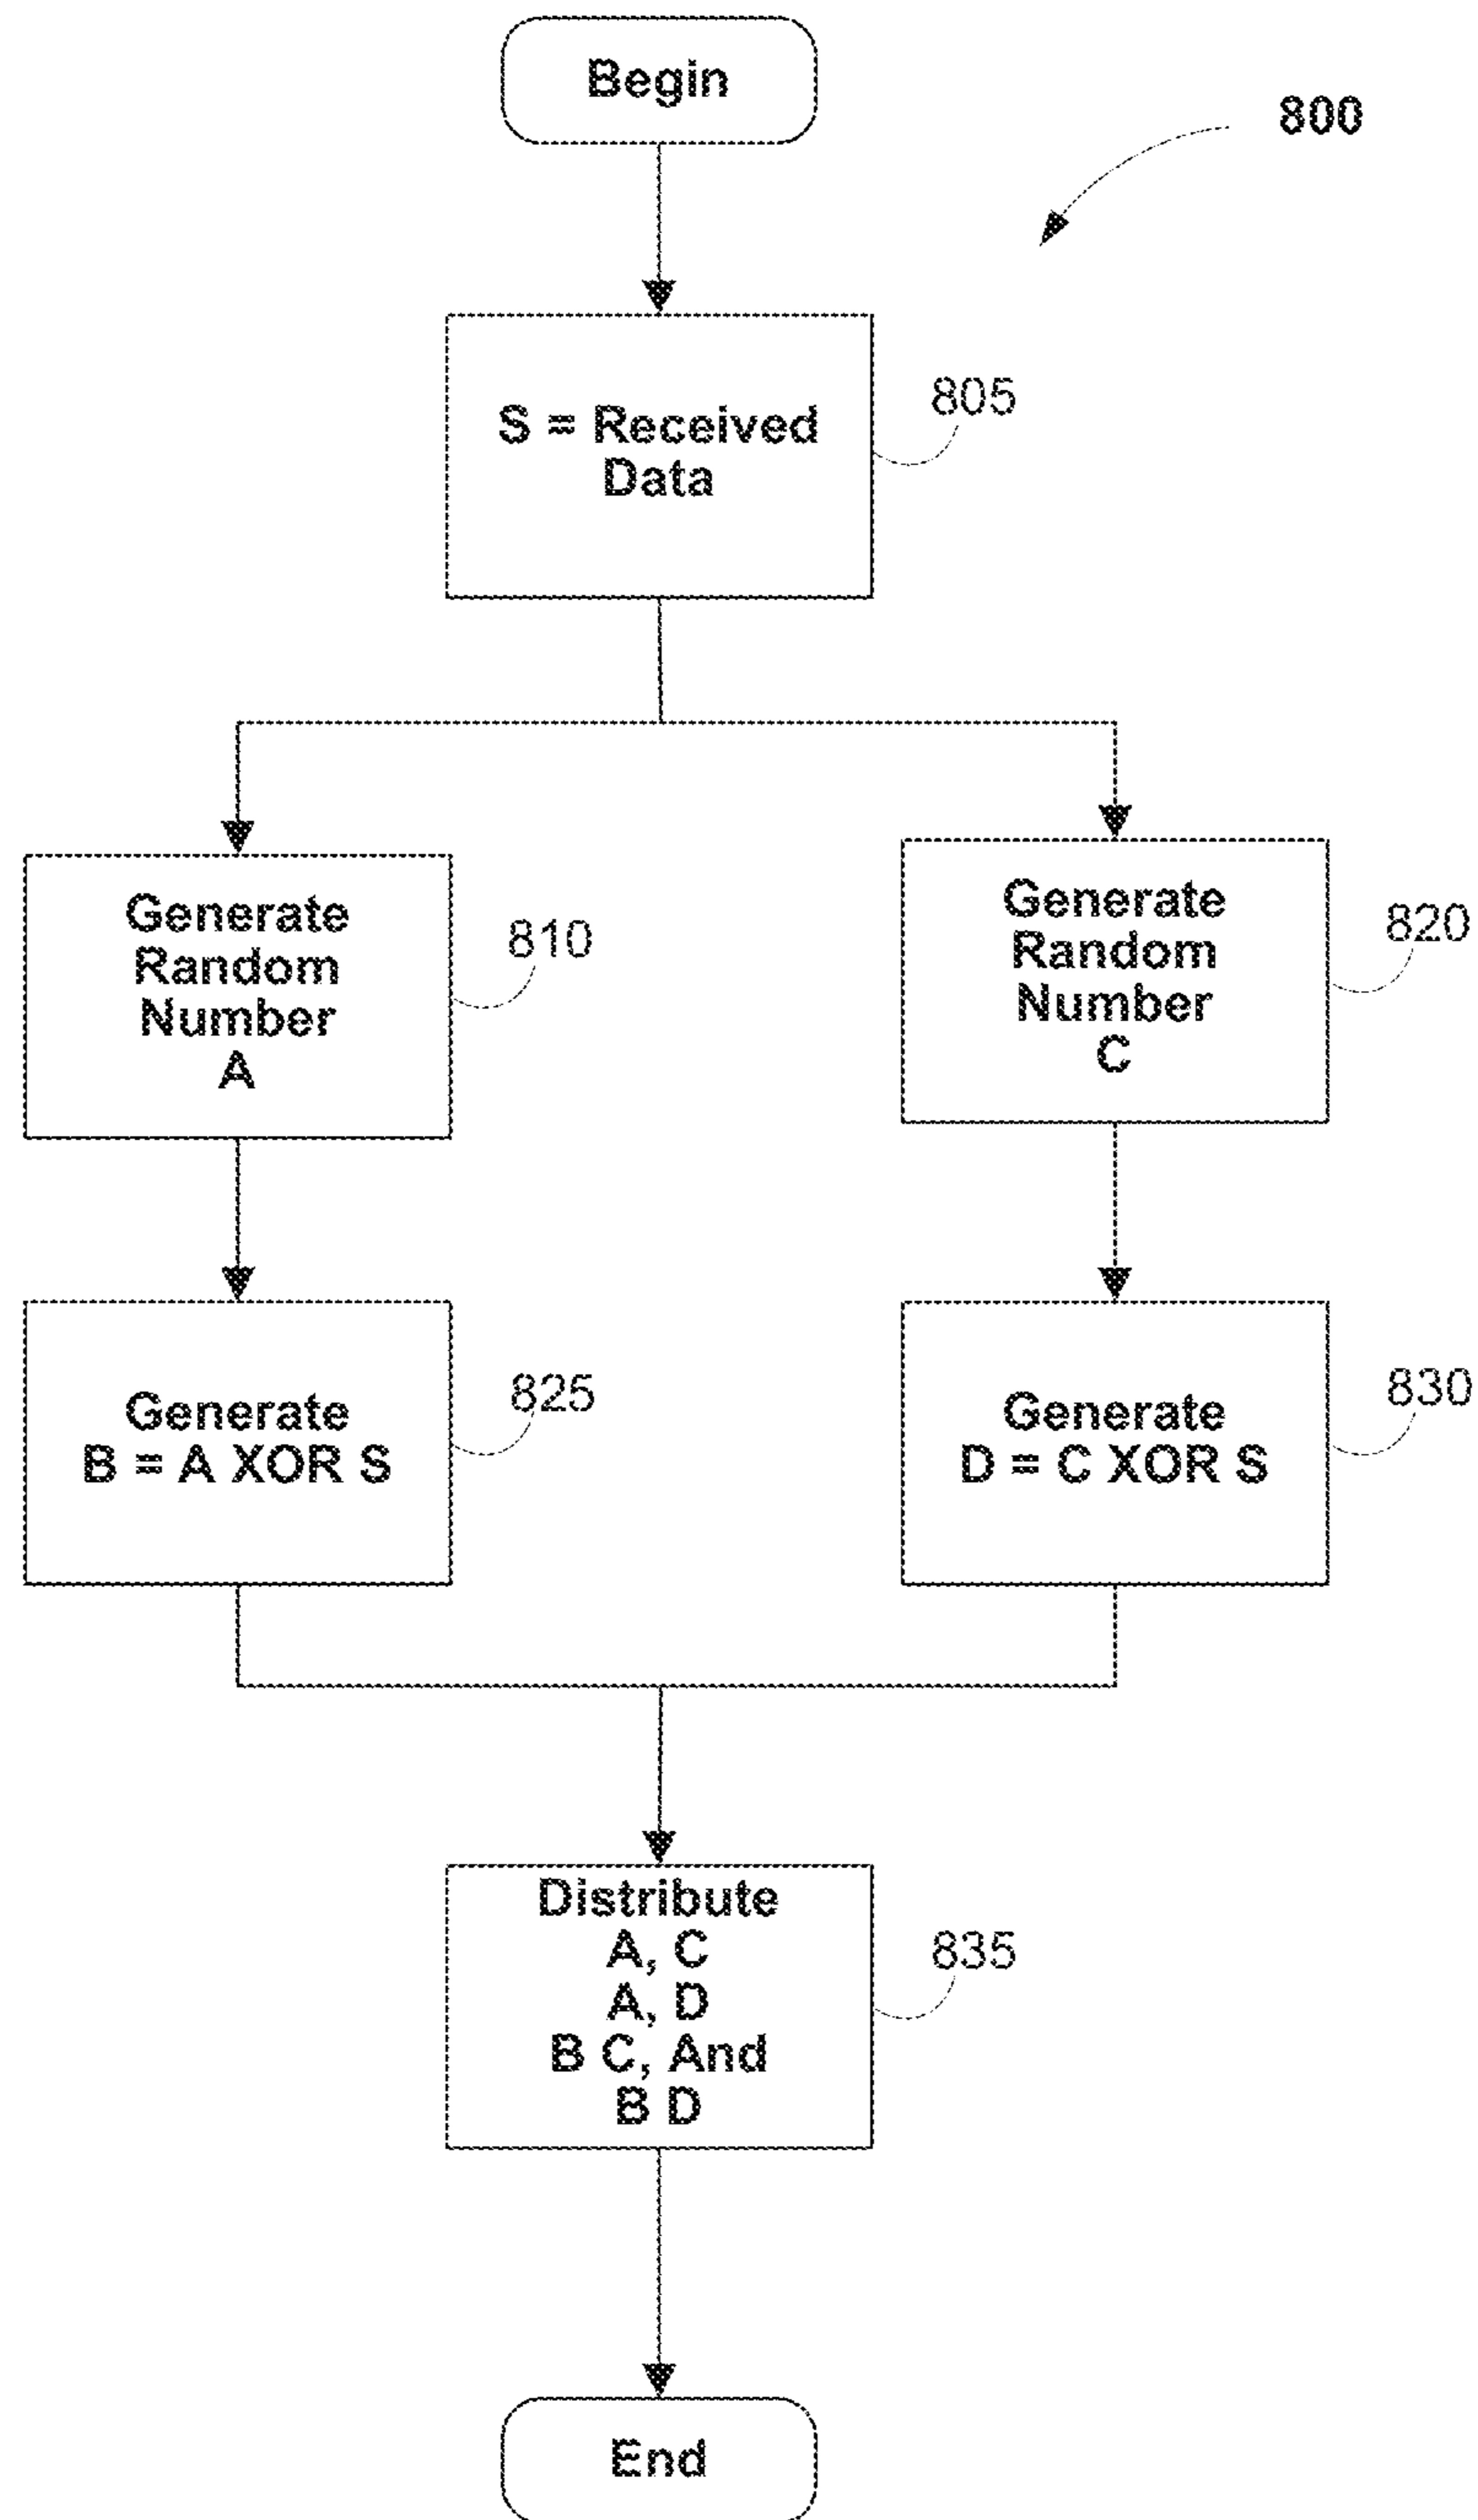 Begin
800
S = Received
Data
805
Generate
Random
Number
A
810
Generate
Random
Number
C
820
Generate
B = A XOR S
825
Generate
D = C XOR S
830
Distribute
A, C
A, D
B C, And
B D
835
End